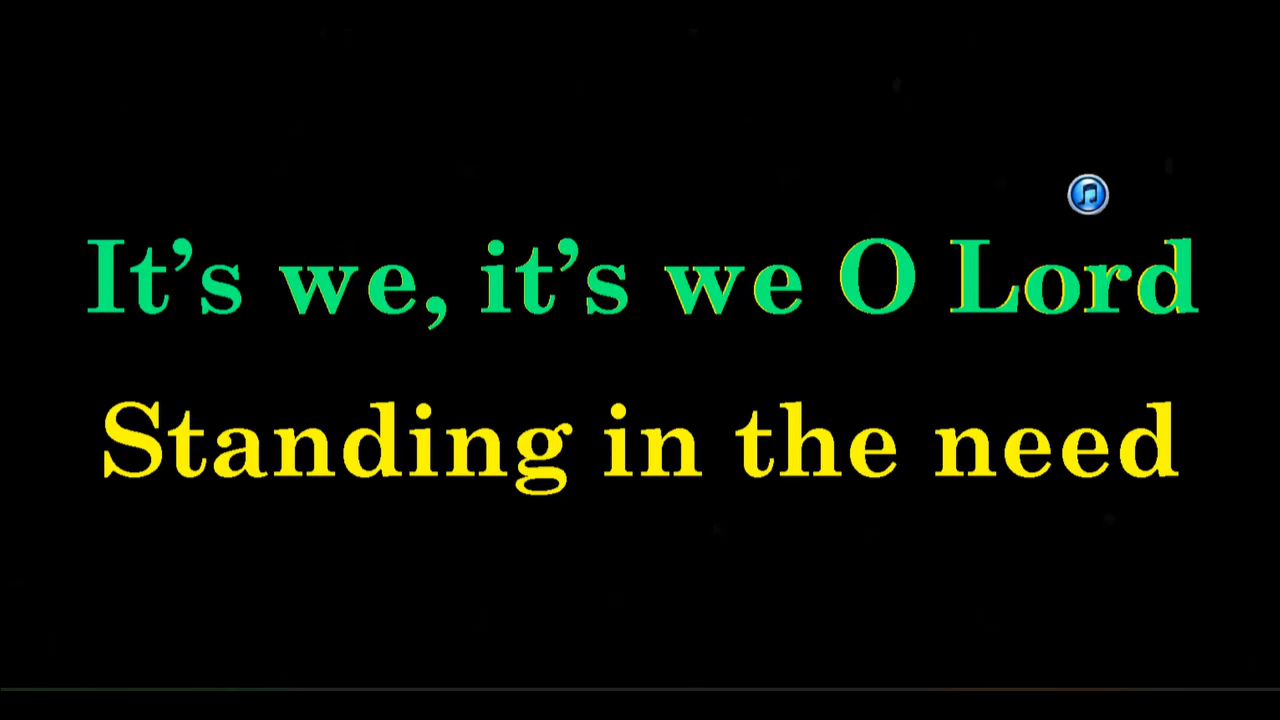 It’s we, it’s we O Lord
Standing in the need